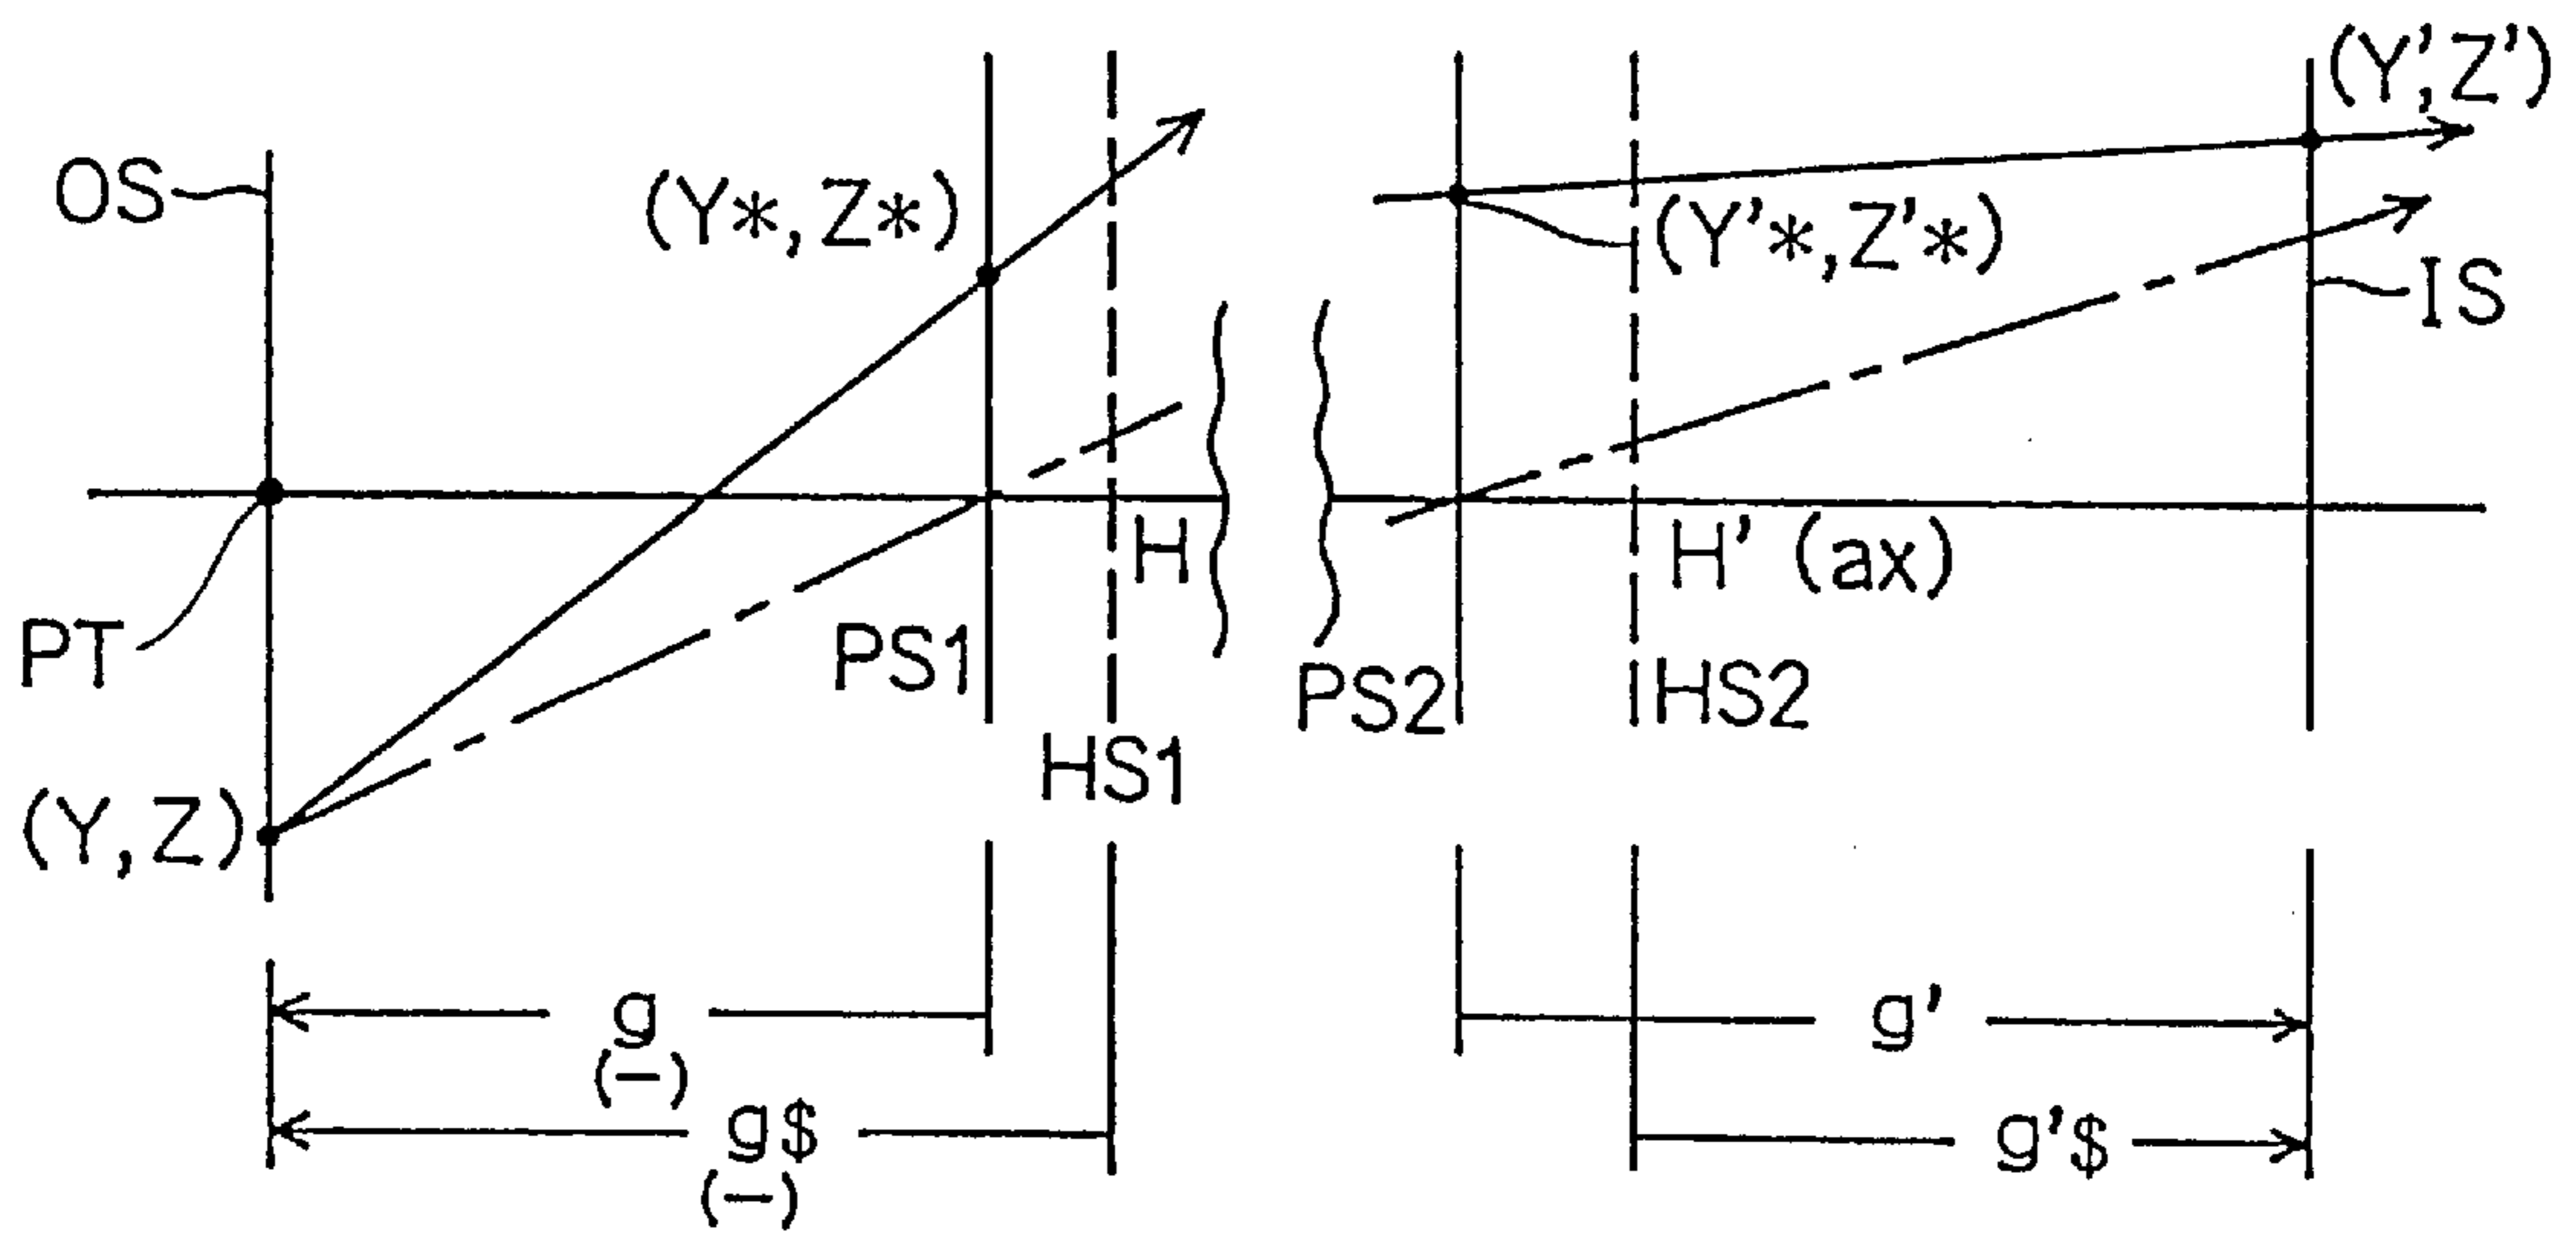 (Y',Z')
OS
(Y*,Z*)
(Y'*,Z'*)
IS
H
H' (ax)
PT
PS1
PS2
HS2
HS1
(Y,Z)
g
(−)
g'
g$
(−)
g'$